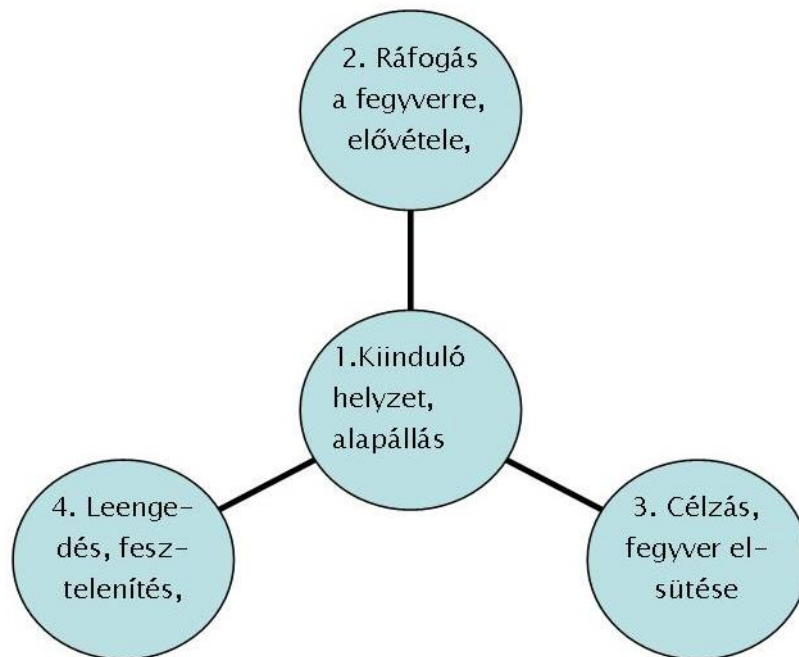 2. Ráfogás
a fegyverre,
elővétele,
1.Kiinduló
helyzet,
alapállás
4. Leenge-
dés, fesz-
telenítés,
3. Célzás,
fegyver el-
sütése